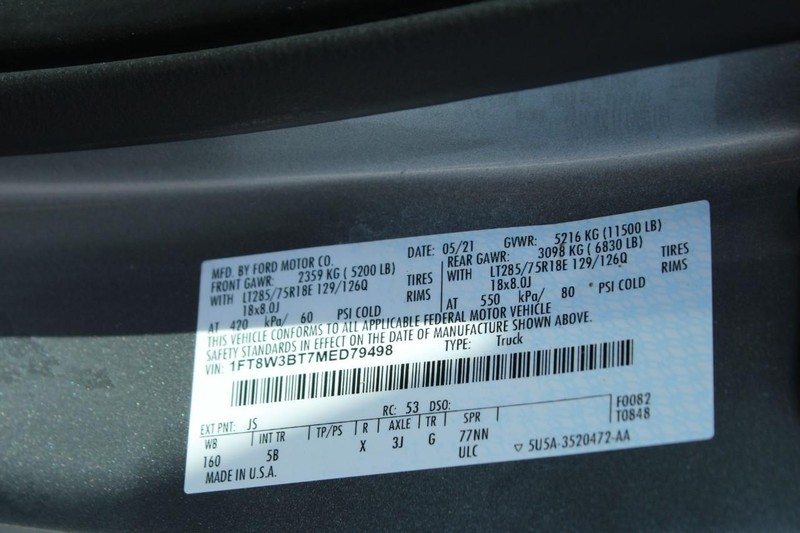 MFD. BY FORD MOTOR CO. DATE: 05/21 GVWR: 5216 KG (11500 LB)
FRONT GAWR: 2359 KG ( 5200 LB) REAR GAWR: 3098 KG ( 6830 LB)
WITH LT285/75R18E 129/126Q TIRES WITH LT285/75R18E 129/126Q TIRES
18x8.0J RIMS 18x8.0J RIMS
AT 420 kPa/ 60 PSI COLD AT 550 kPa/ 80 PSI COLD
THIS VEHICLE CONFORMS TO ALL APPLICABLE FEDERAL MOTOR VEHICLE
SAFETY STANDARDS IN EFFECT ON THE DATE OF MANUFACTURE SHOWN ABOVE.
VIN: 1FT8W3BT7MED79498 TYPE: Truck
EXT PNT: JS RC: 53 DSO: F0082
WB INT TR TP/PS R AXLE TR SPR T0848
160 5B X 3J G 77NN
ULC ▽ 5U5A-3520472-AA
MADE IN U.S.A.